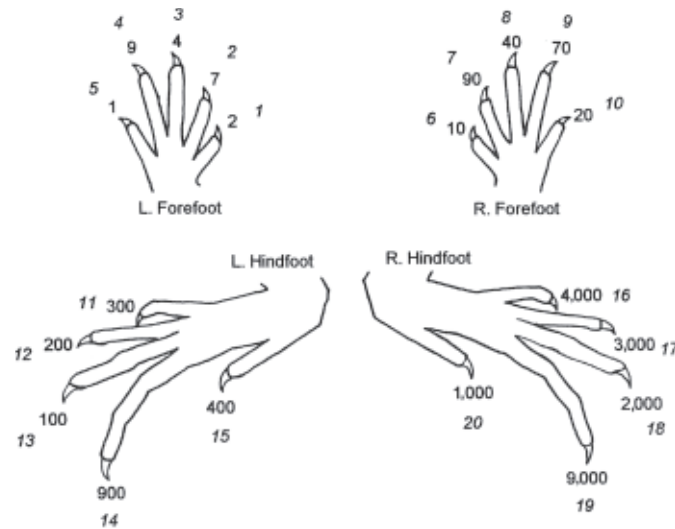 3 8
4 4 2 40 9
9 7 70
7 90
5 1 6 10 20 10
1 2
L. Forefoot R. Forefoot
L. Hindfoot R. Hindfoot
11 300 4,000 16
12 200 3,000 17
100 400 1,000 2,000
13 15 20 18
900 9,000
14 19